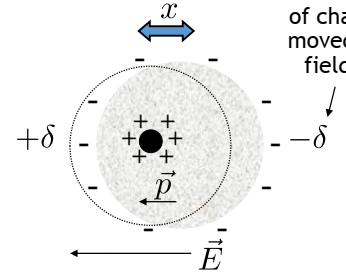 x
of cha
moved
field
+δ
−δ
p⃗
E⃗